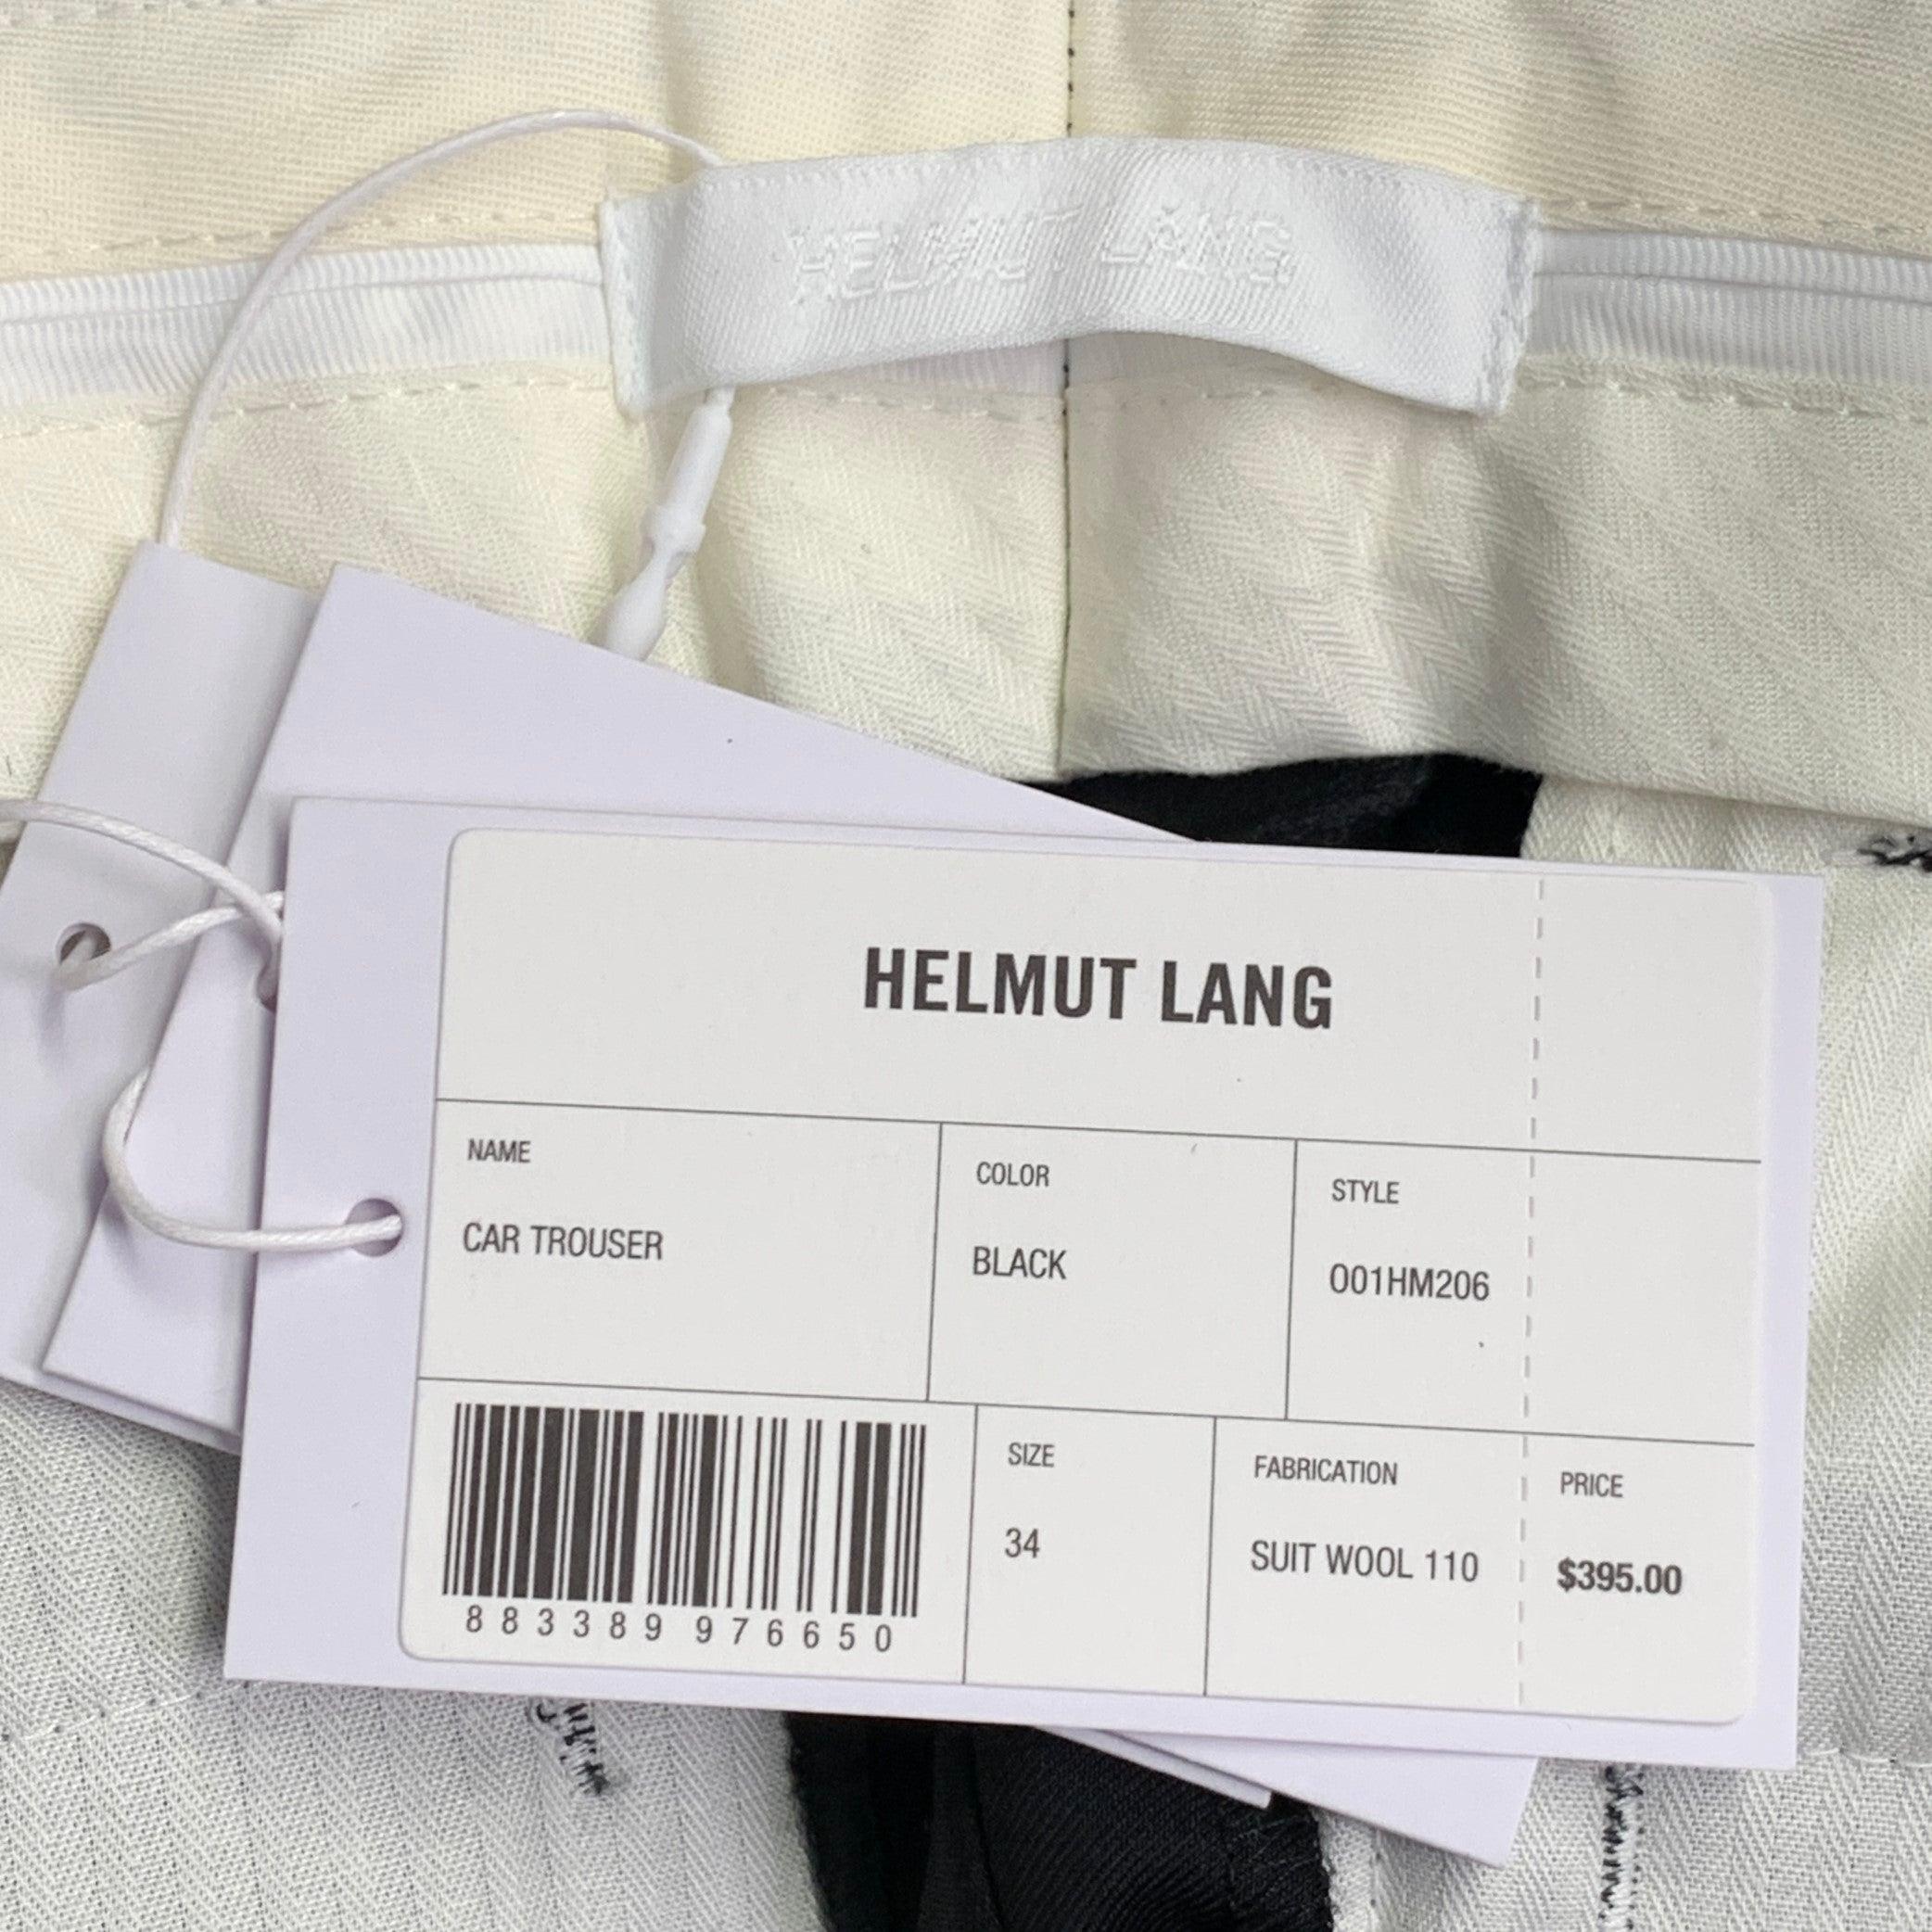 HELMUT LANG
HELMUT LANG
NAME
COLOR
STYLE
CAR TROUSER
BLACK
O01HM206
SIZE
FABRICATION
PRICE
34
SUIT WOOL 110
$395.00
883389 976650